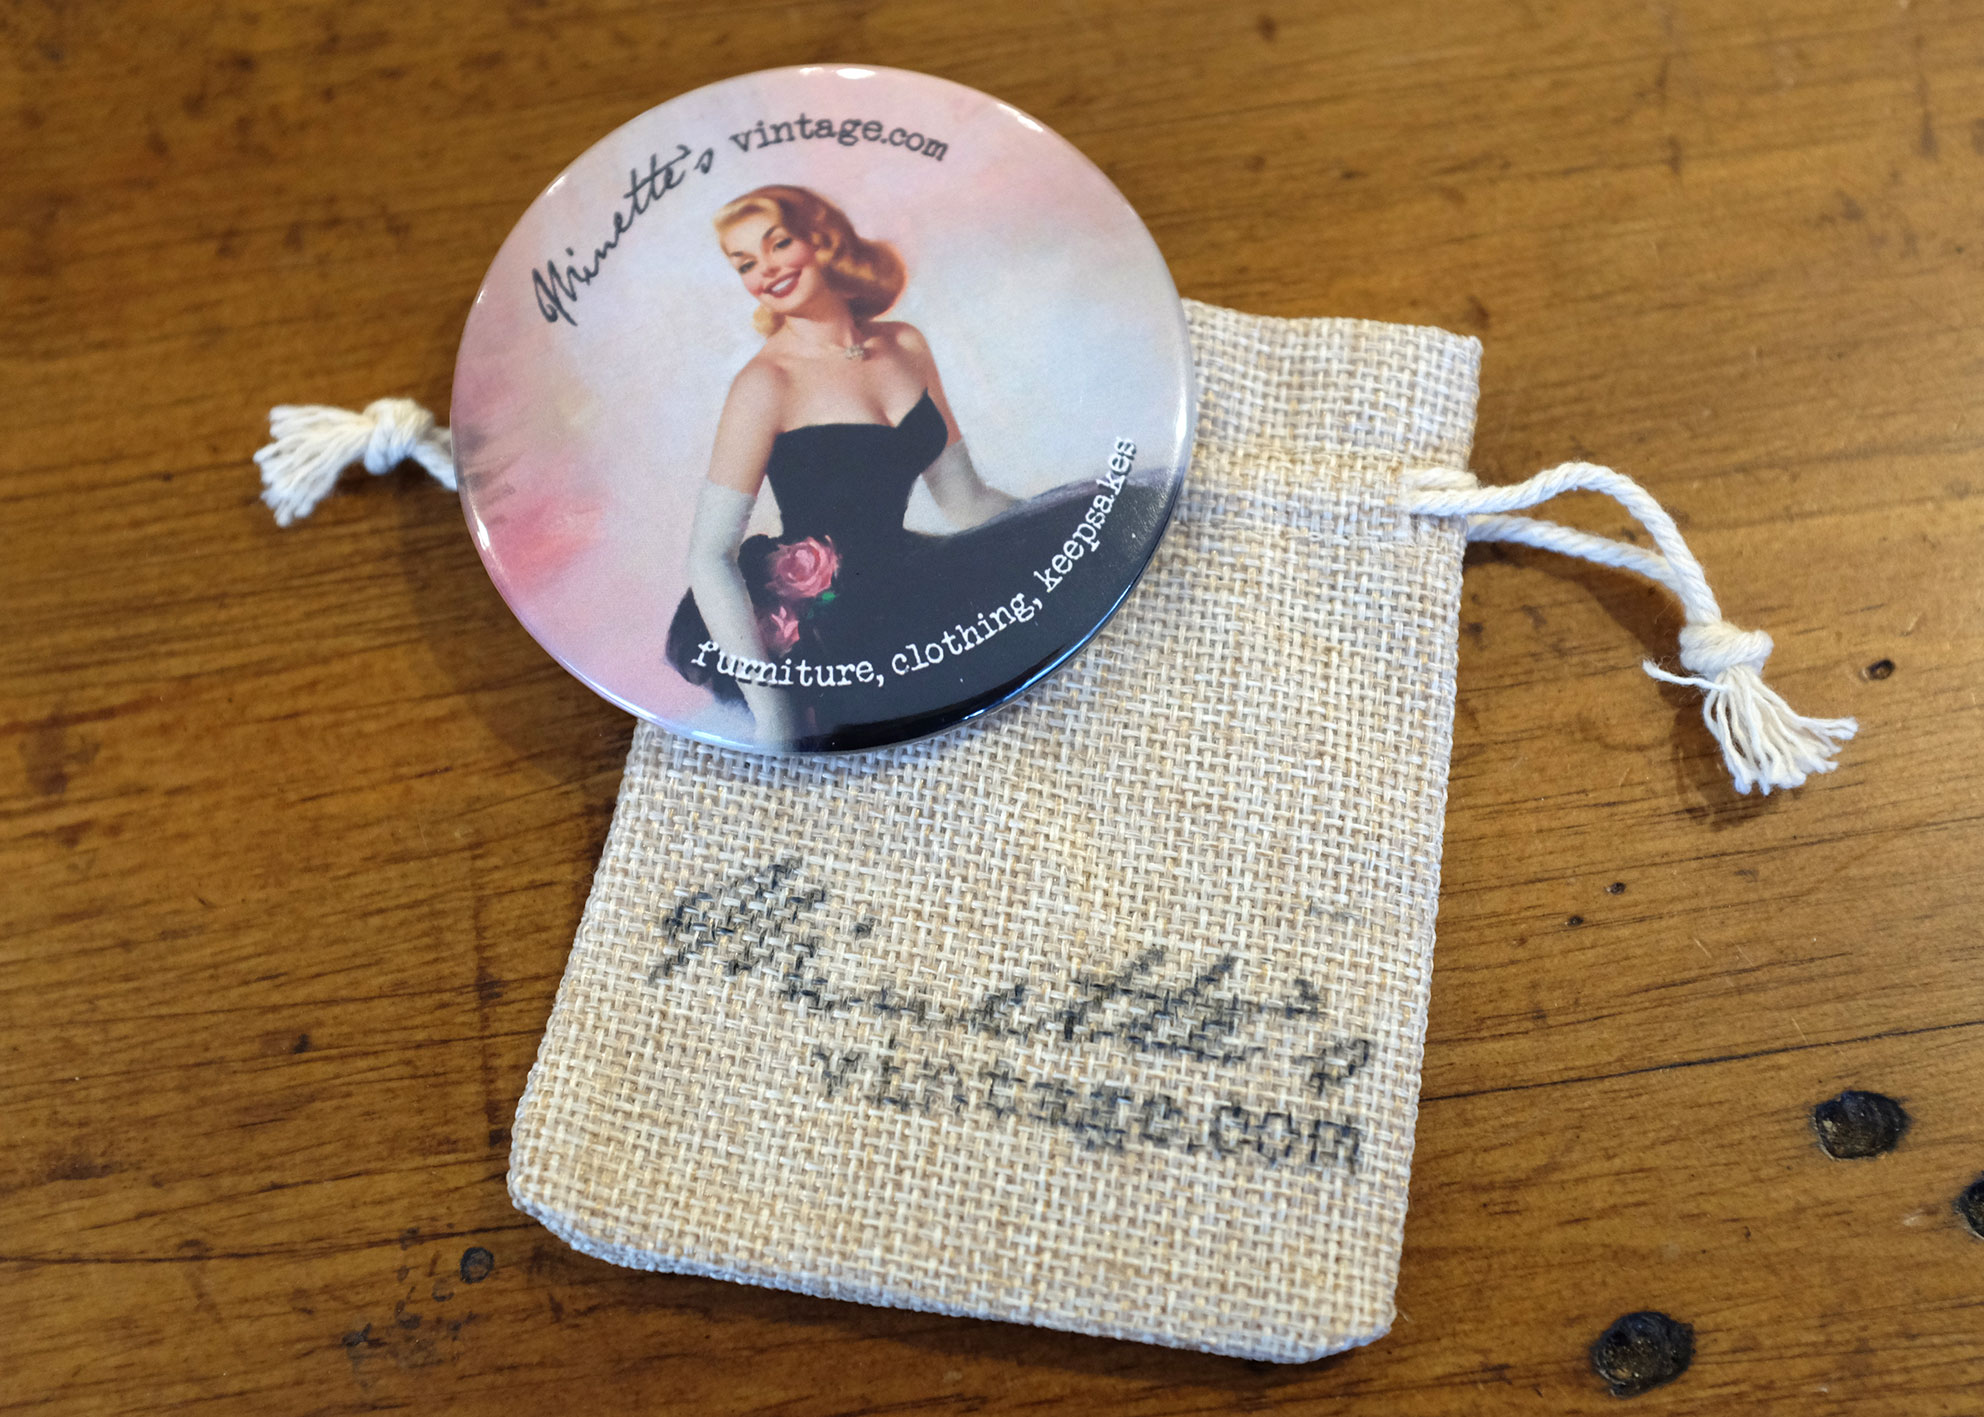 Minette's vintage.com
furniture, clothing, keepsakes
Minette's
vintage.com